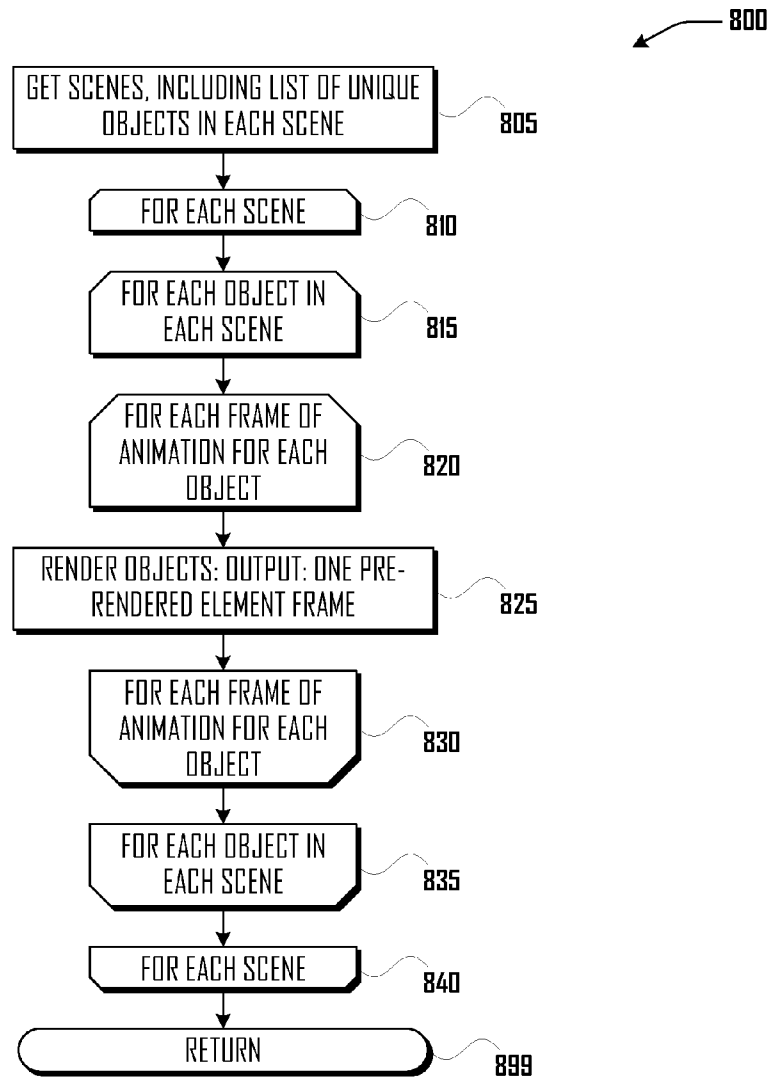 800
GET SCENES, INCLUDING LIST OF UNIQUE
OBJECTS IN EACH SCENE
805
FOR EACH SCENE
810
FOR EACH OBJECT IN
EACH SCENE
815
FOR EACH FRAME OF
ANIMATION FOR EACH
OBJECT
820
RENDER OBJECTS: OUTPUT: ONE PRE-
RENDERED ELEMENT FRAME
825
FOR EACH FRAME OF
ANIMATION FOR EACH
OBJECT
830
FOR EACH OBJECT IN
EACH SCENE
835
FOR EACH SCENE
840
RETURN
899